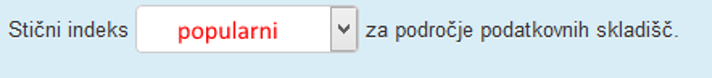 Stični indeks popularni za področje podatkovnih skladišč.